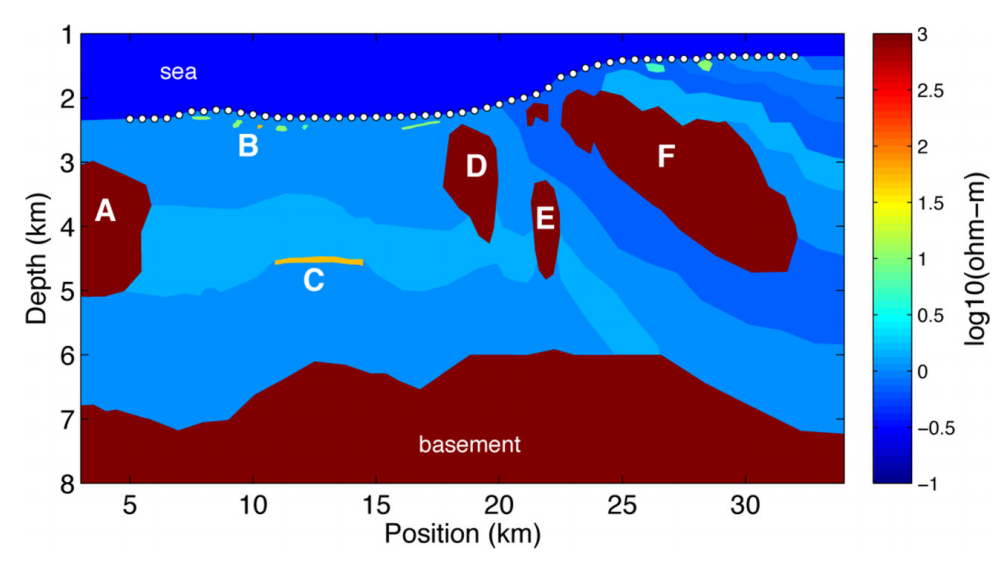 1
2
3
4
5
6
7
8
Depth (km)
sea
A
B
C
D
E
F
basement
5
10
15
20
25
30
Position (km)
3
2.5
2
1.5
1
0.5
0
−0.5
−1
log10(ohm−m)